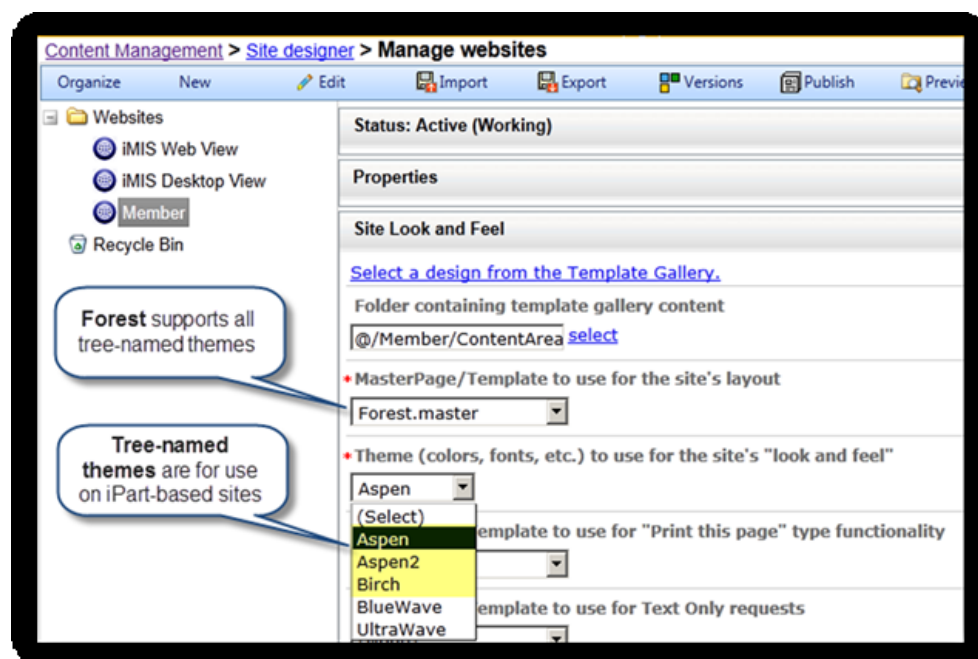 Content Management > Site designer > Manage websites
Organize New Edit Import Export Versions Publish Previe
Websites
iMIS Web View
iMIS Desktop View
Member
Recycle Bin
Status: Active (Working)
Properties
Site Look and Feel
Select a design from the Template Gallery.
Folder containing template gallery content
@/Member/ContentArea select
Forest supports all
tree-named themes
*MasterPage/Template to use for the site's layout
Forest.master
Tree-named
themes are for use
on iPart-based sites
*Theme (colors, fonts, etc.) to use for the site's "look and feel"
Aspen
(Select)
Aspen
Aspen2
Birch
BlueWave
UltraWave
emplate to use for "Print this page" type functionality
emplate to use for Text Only requests